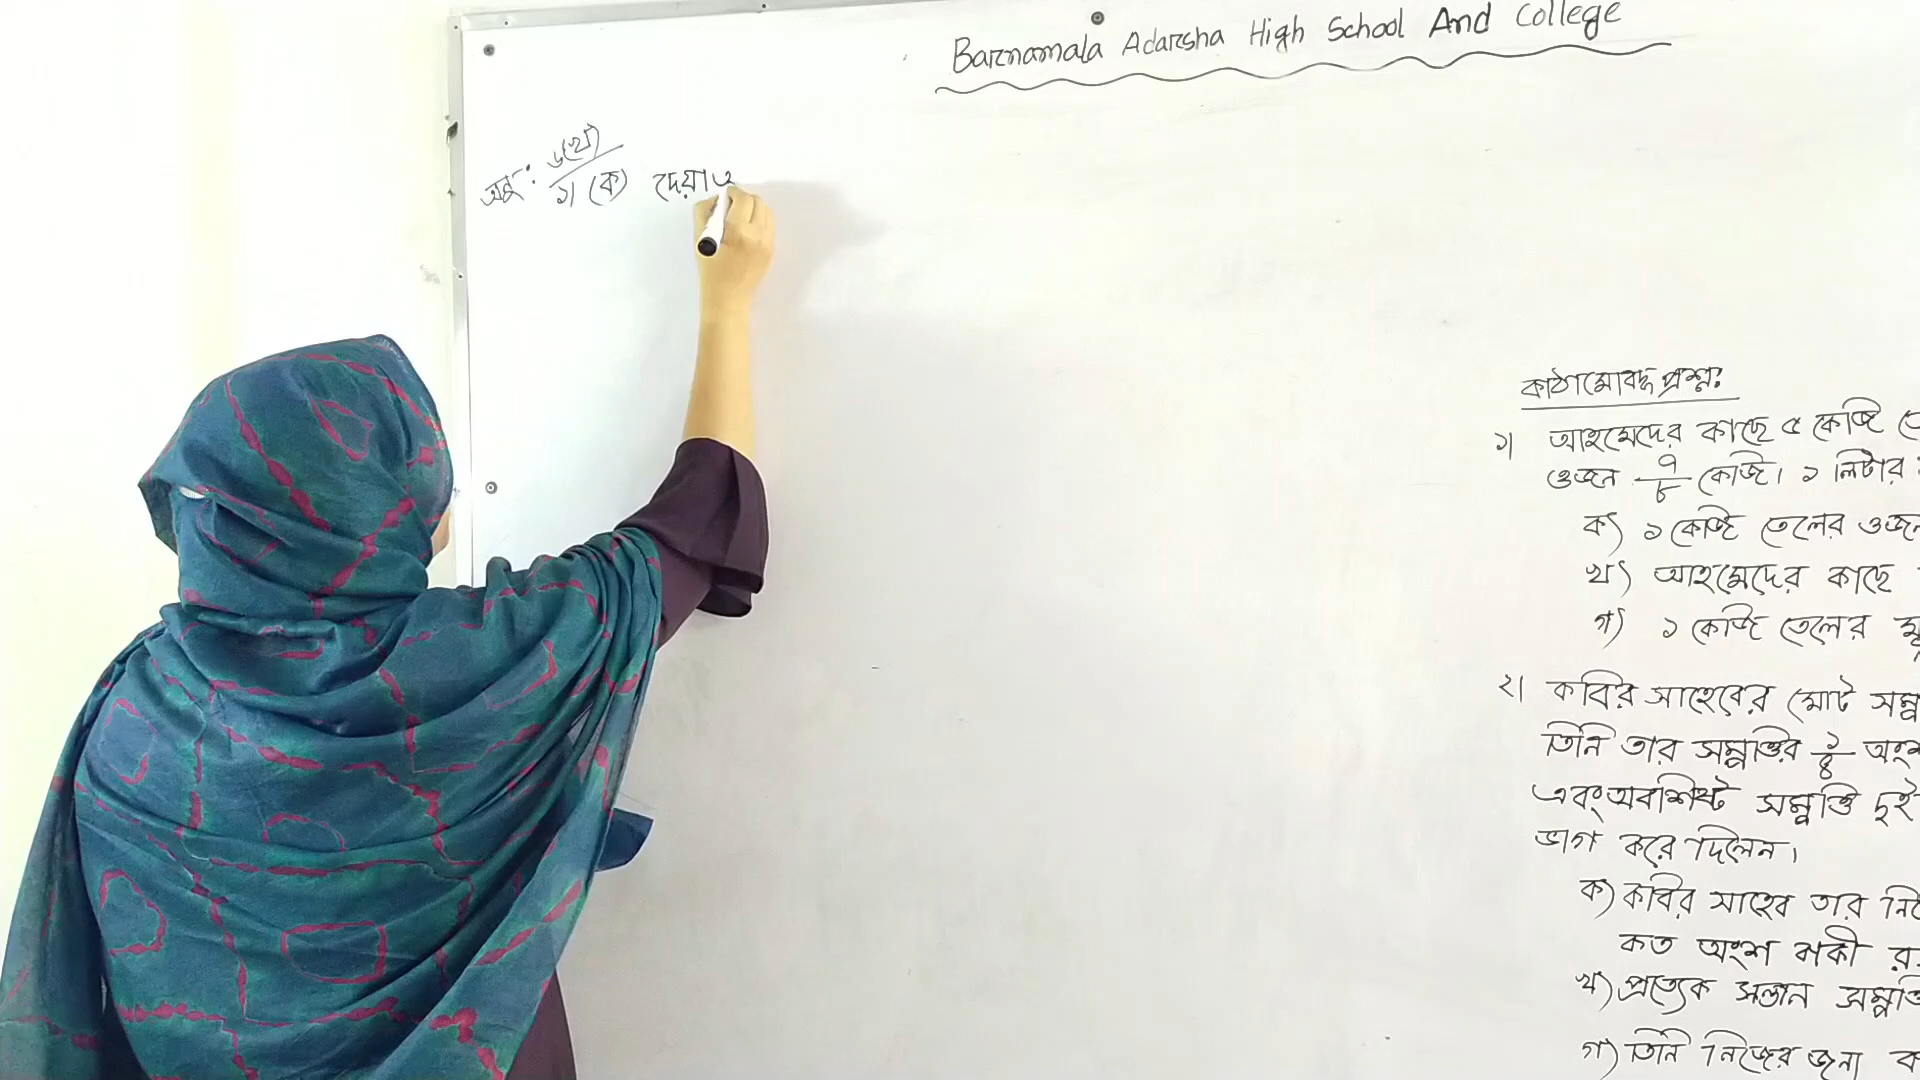 Barnamala Adarsha High School And College
অনু: ৬(খ)
১। (ক) দেয়াও
কাঠামোবদ্ধ প্রশ্ন:
১। আহমেদের কাছে ৫ কেজি
ওজন ৭/৮ কেজি। ১ লিটার
ক) ১ কেজি তেলের ওজন
খ) আহমেদের কাছে
গ) ১ কেজি তেলের মূ
২। কবির সাহেবের মোট সম্প
তিনি তার সম্পত্তির ১/৪ অংশ
এবং অবশিষ্ট সম্পত্তি দুই
ভাগ করে দিলেন।
ক) কবির সাহেব তার নিজে
কত অংশ বাকী র
খ) প্রত্যেক সন্তান সম্পত্তি
গ) তিনি নিজের জন্য ক